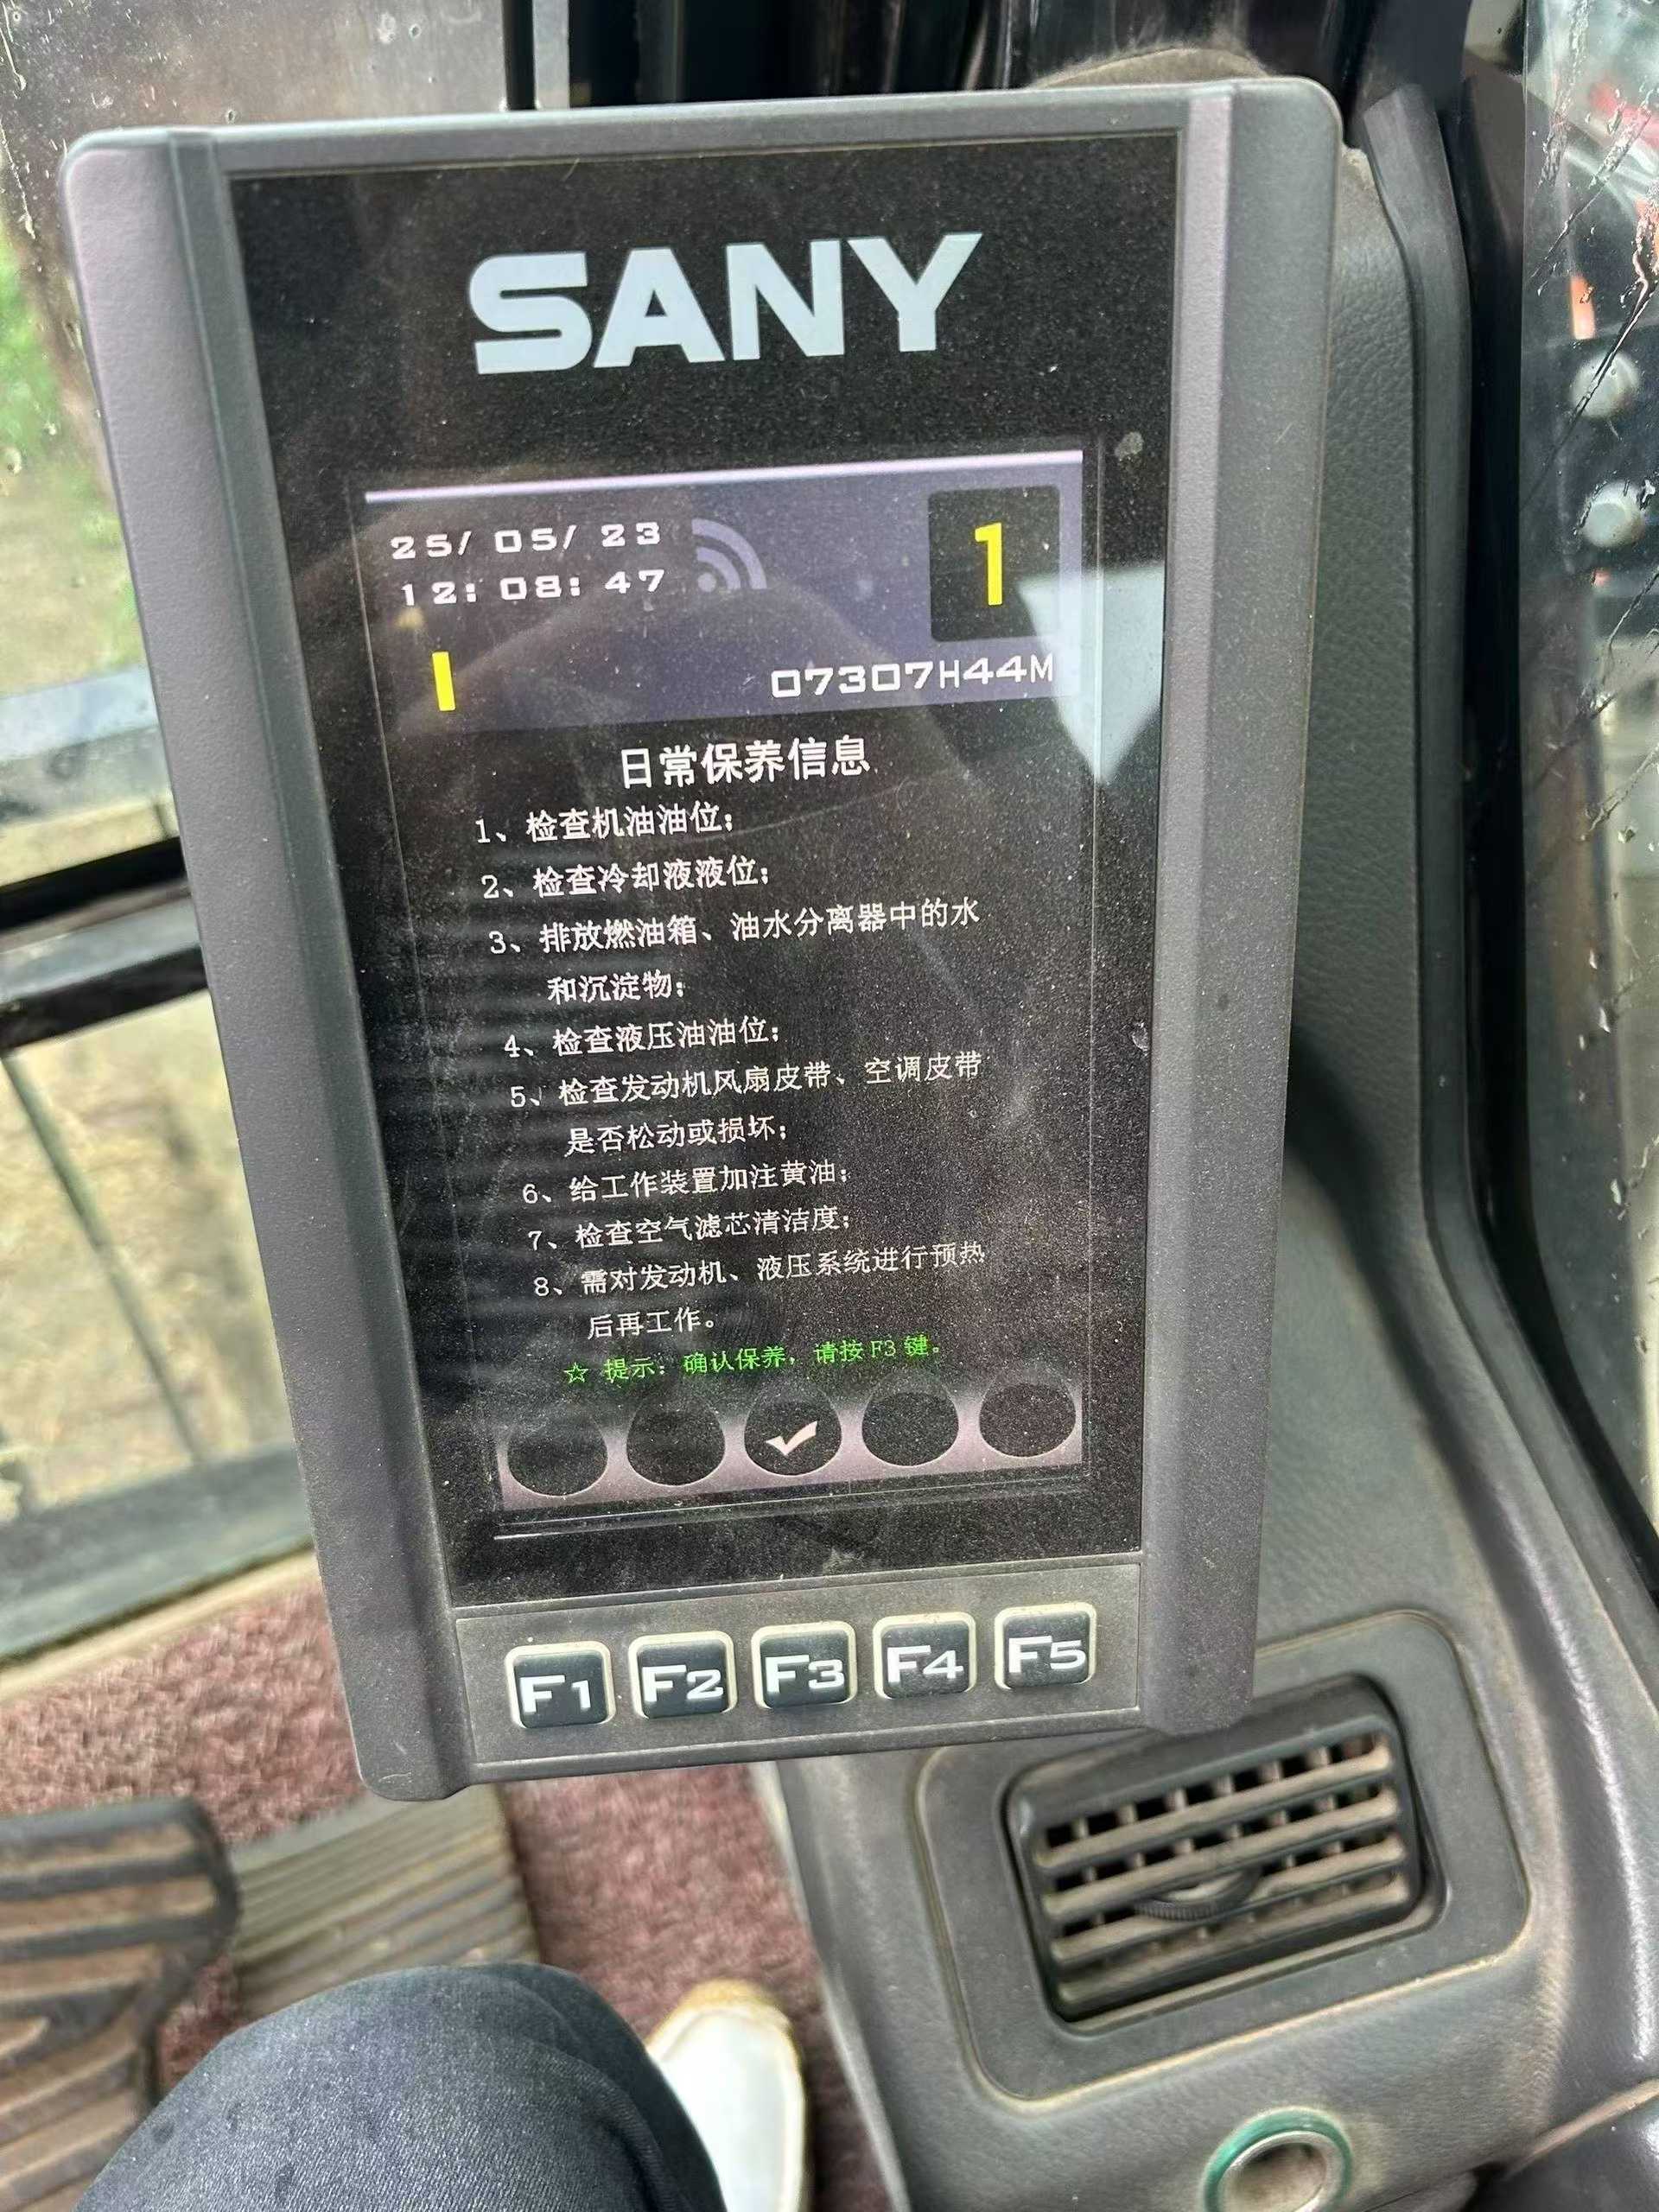 SANY
25/05/23
12:08:47
1
I
07307H44M
日常保养信息
1、检查机油油位;
2、检查冷却液液位;
3、排放燃油箱、油水分离器中的水
和沉淀物;
4、检查液压油油位;
5、检查发动机风扇皮带、空调皮带
是否松动或损坏;
6、给工作装置加注黄油;
7、检查空气滤芯清洁度;
8、需对发动机、液压系统进行预热
后再工作。
☆ 提示：确认保养，请按F3键。
F1 F2 F3 F4 F5